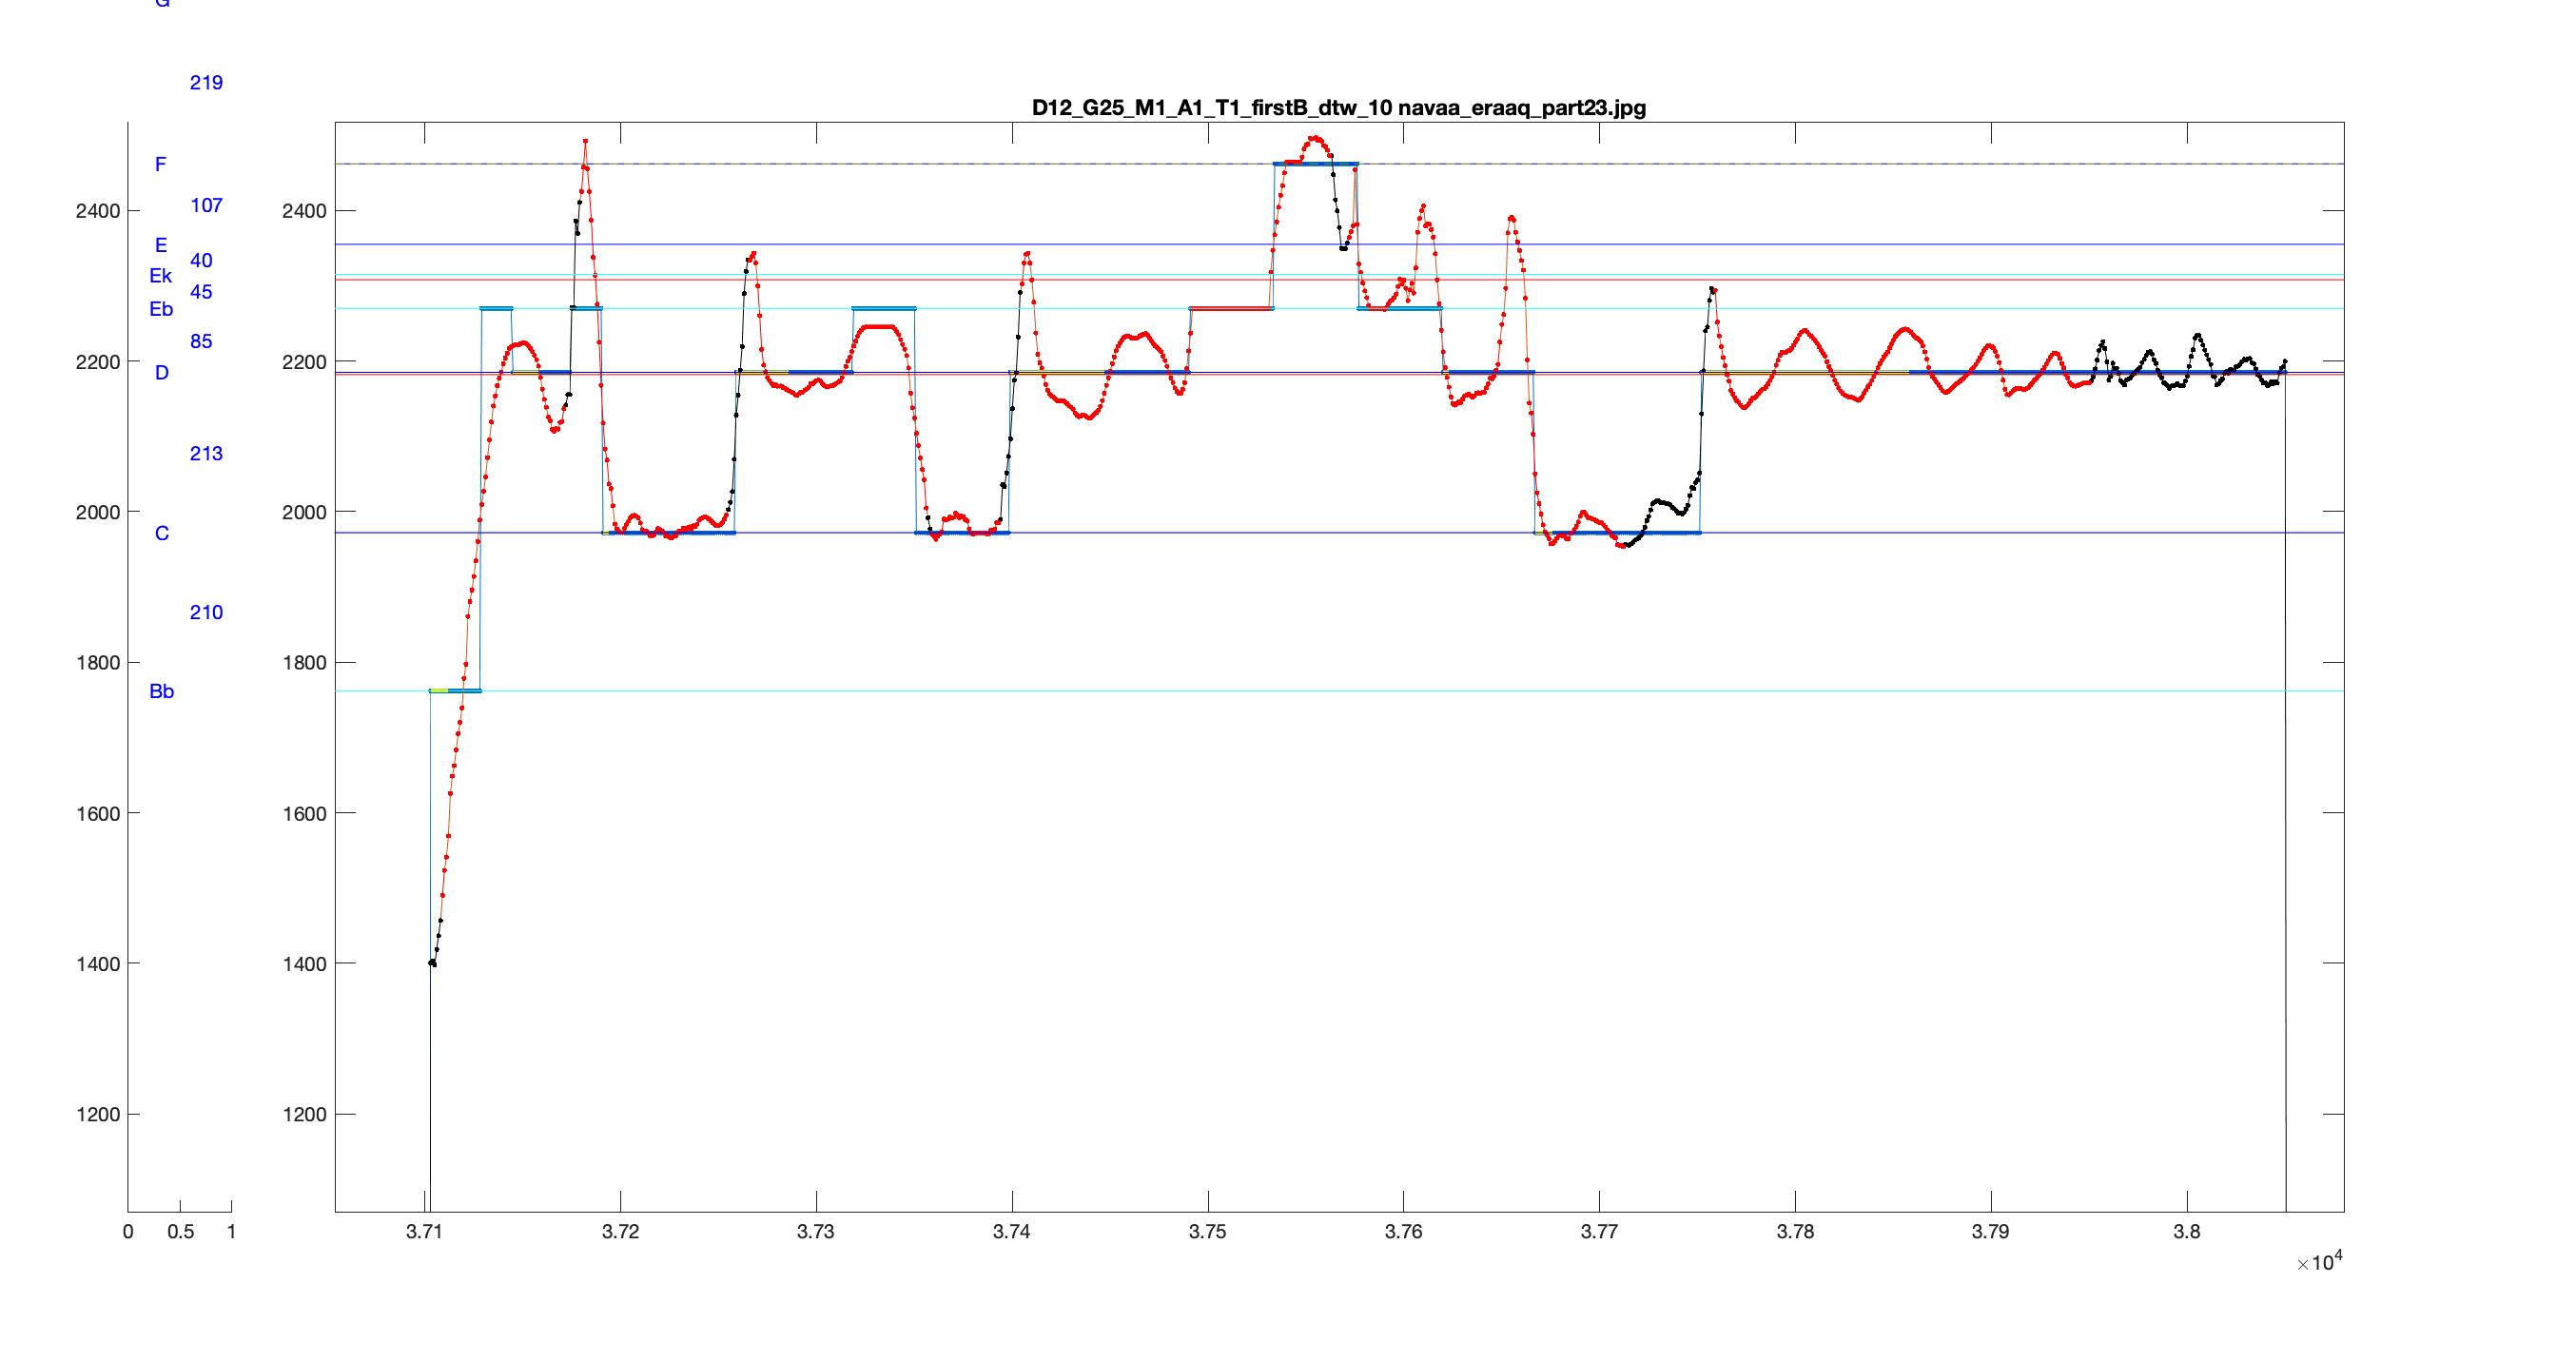 G
219
D12_G25_M1_A1_T1_firstB_dtw_10 navaa_eraaq_part23.jpg
F
107
2400
2400
E
40
Ek
45
Eb
85
2200
2200
D
213
2000
2000
C
210
1800
1800
Bb
1600
1600
1400
1400
1200
1200
0 0.5 1
3.71 3.72 3.73 3.74 3.75 3.76 3.77 3.78 3.79 3.8
×10⁴